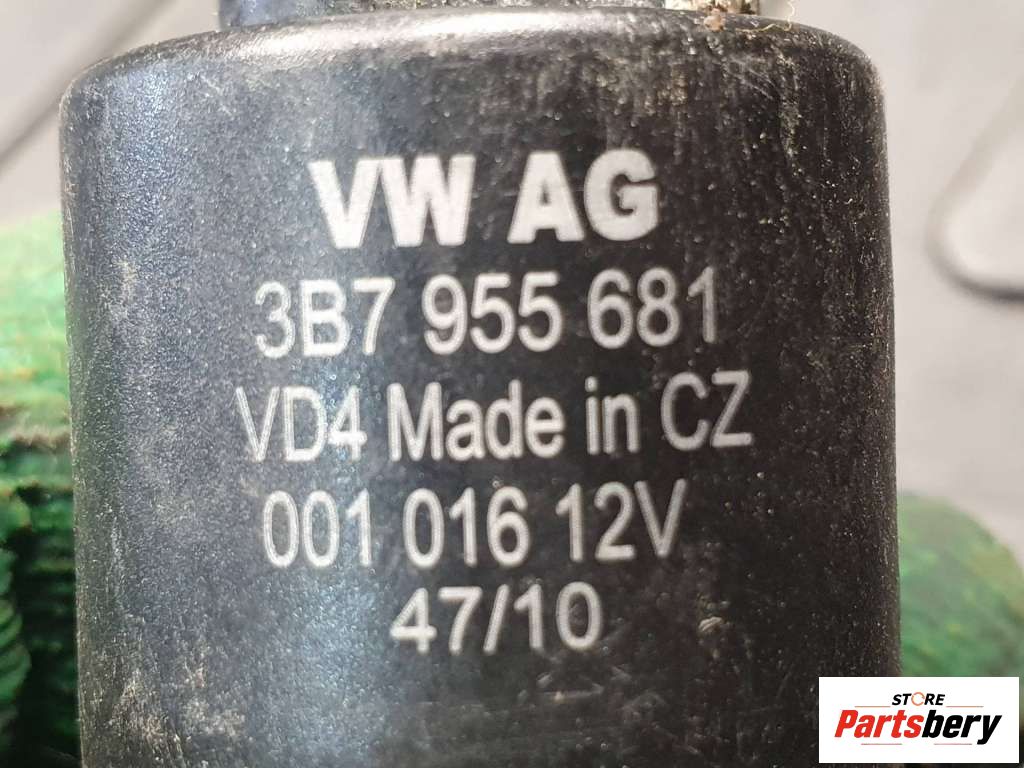 VW AG
3B7 955 681
VD4 Made in CZ
001 016 12V
47/10
STORE
Partsbery